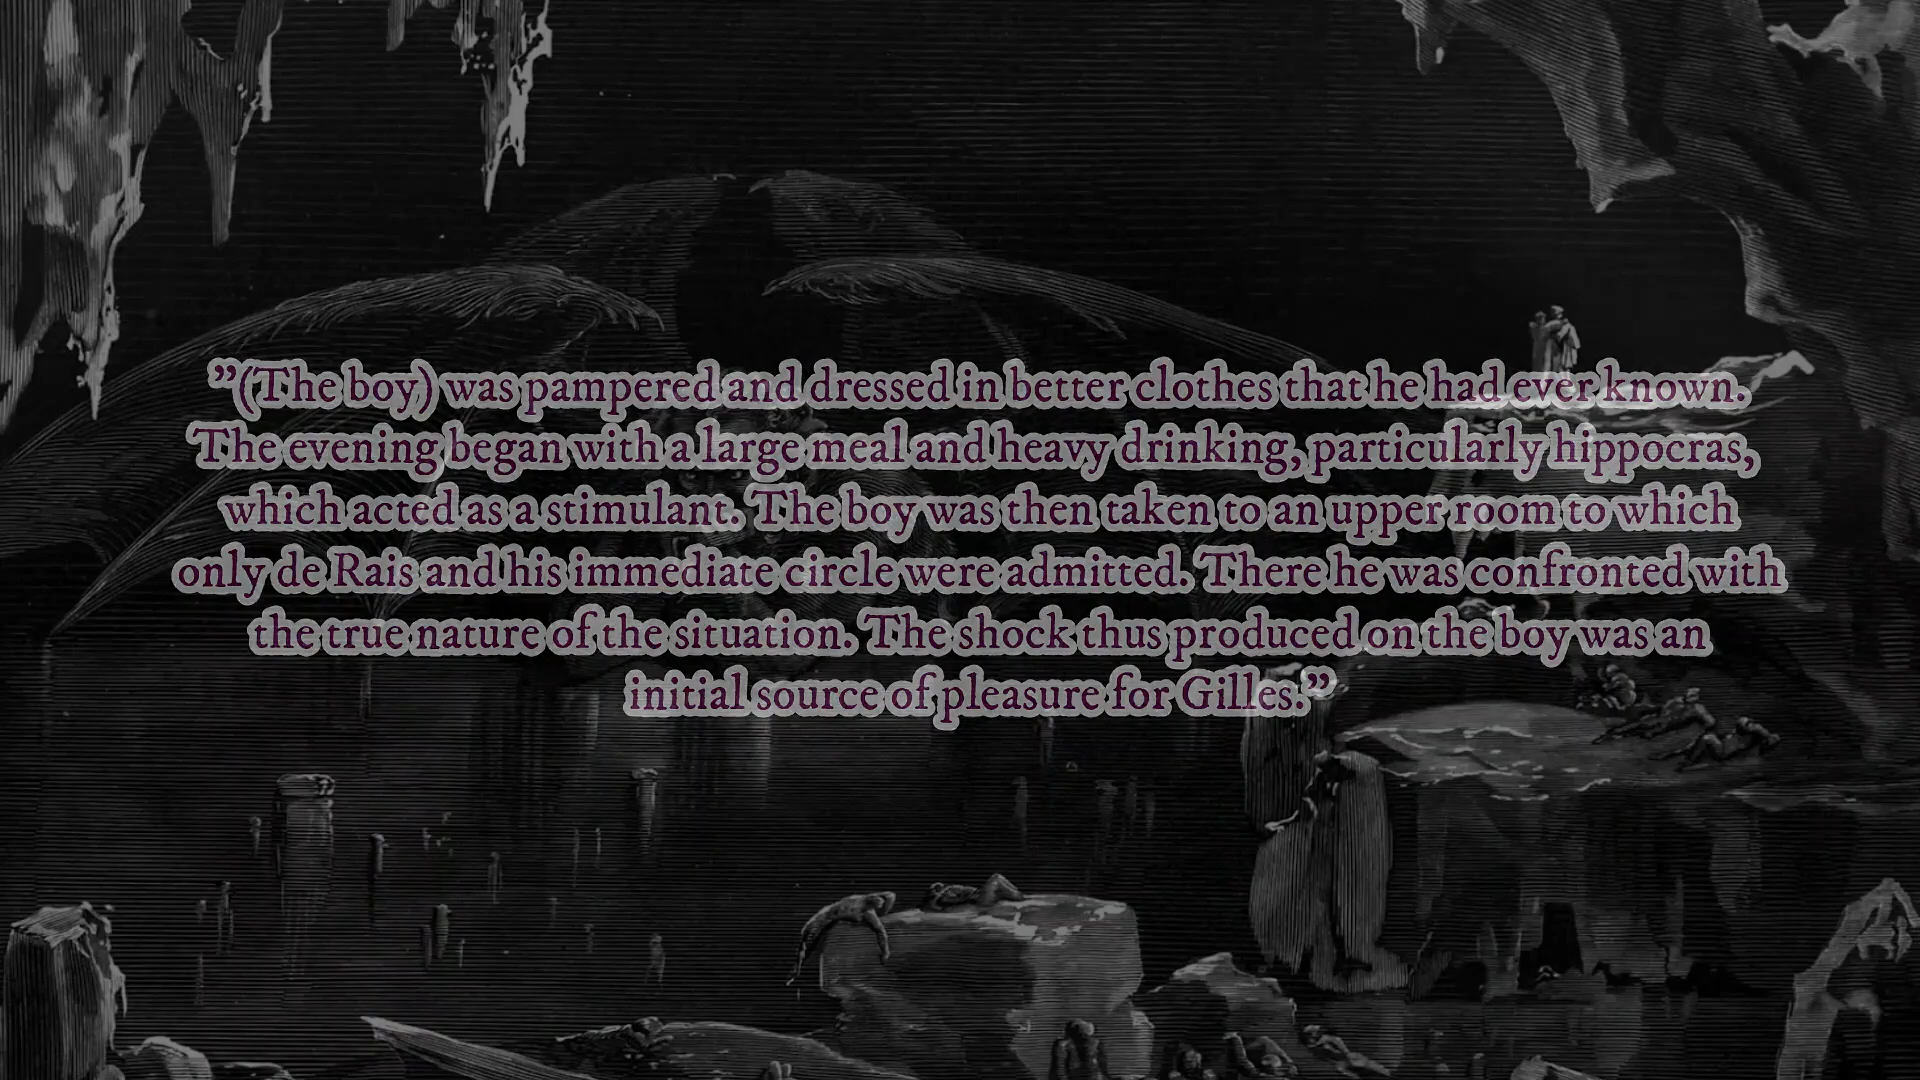 ”(The boy) was pampered and dressed in better clothes that he had ever known.
The evening began with a large meal and heavy drinking, particularly hippocras,
which acted as a stimulant. The boy was then taken to an upper room to which
only de Rais and his immediate circle were admitted. There he was confronted with
the true nature of the situation. The shock thus produced on the boy was an
initial source of pleasure for Gilles.”